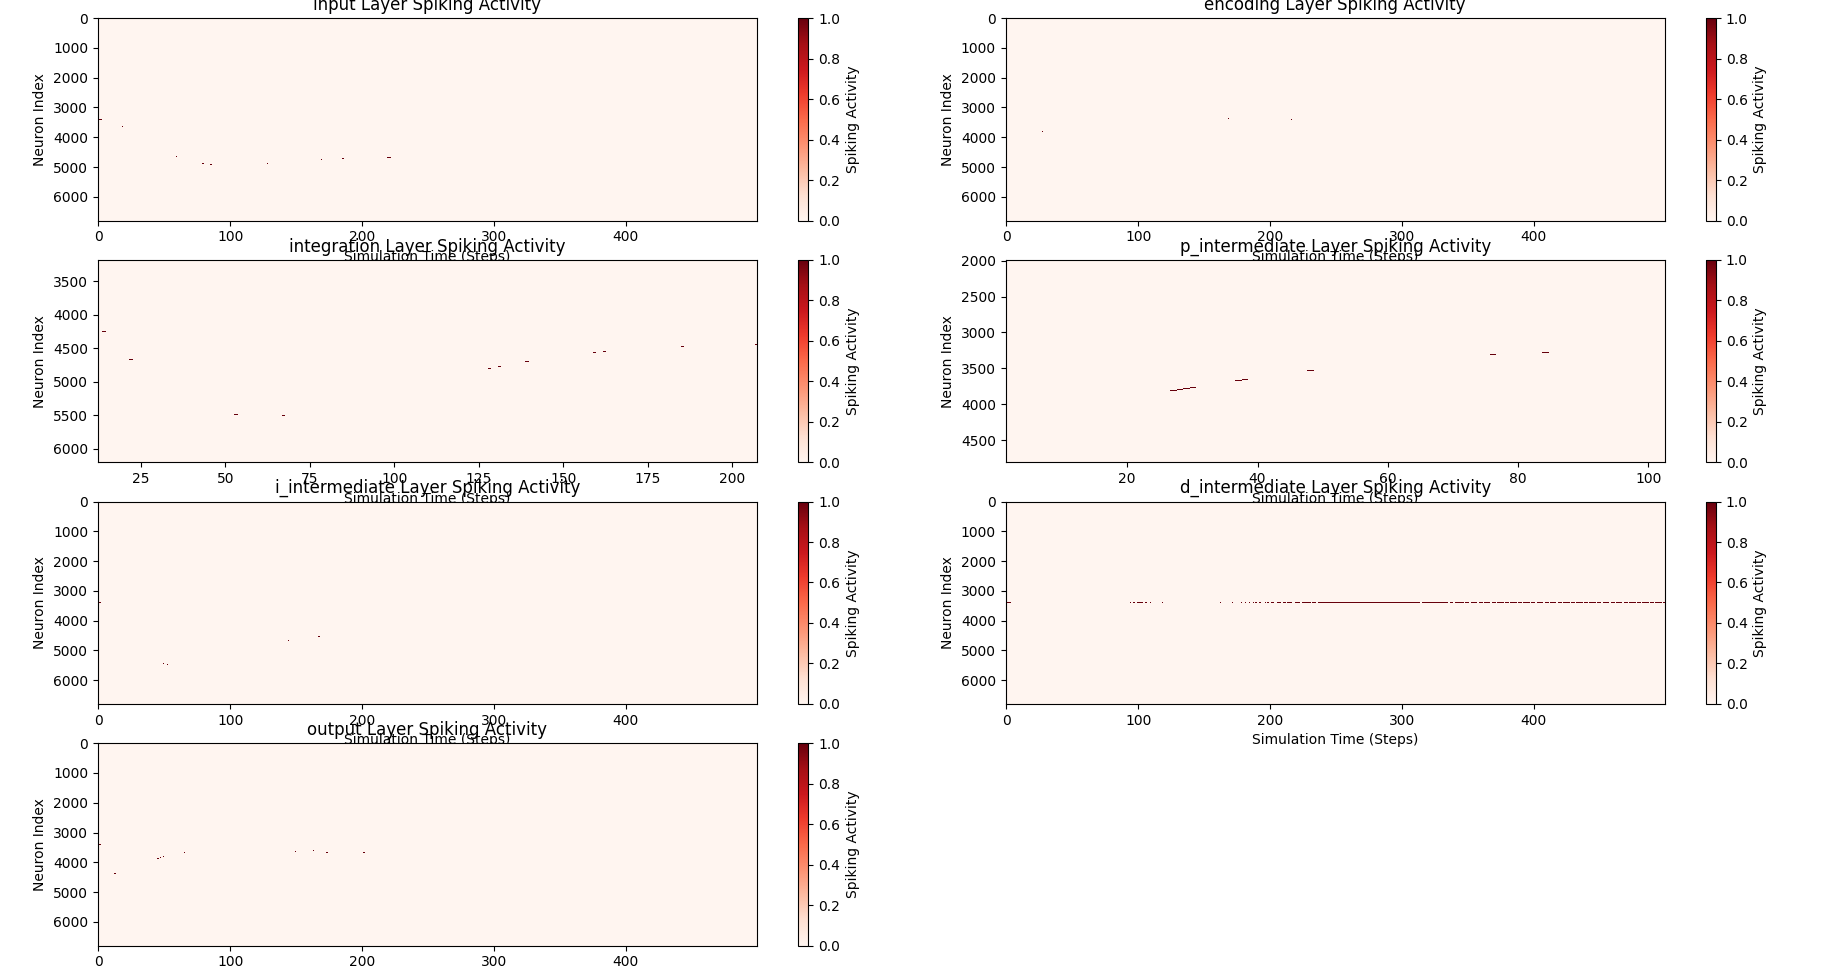 input Layer Spiking Activity
0
1000
2000
3000
4000
5000
6000
Neuron Index
0 100 200 300 400
Simulation Time (Steps)
1.0
0.8
0.6
0.4
0.2
0.0
Spiking Activity
encoding Layer Spiking Activity
0
1000
2000
3000
4000
5000
6000
Neuron Index
0 100 200 300 400
Simulation Time (Steps)
1.0
0.8
0.6
0.4
0.2
0.0
Spiking Activity
integration Layer Spiking Activity
3500
4000
4500
5000
5500
6000
Neuron Index
25 50 75 100 125 150 175 200
Simulation Time (Steps)
1.0
0.8
0.6
0.4
0.2
0.0
Spiking Activity
p_intermediate Layer Spiking Activity
2000
2500
3000
3500
4000
4500
Neuron Index
20 40 60 80 100
Simulation Time (Steps)
1.0
0.8
0.6
0.4
0.2
0.0
Spiking Activity
i_intermediate Layer Spiking Activity
0
1000
2000
3000
4000
5000
6000
Neuron Index
0 100 200 300 400
Simulation Time (Steps)
1.0
0.8
0.6
0.4
0.2
0.0
Spiking Activity
d_intermediate Layer Spiking Activity
0
1000
2000
3000
4000
5000
6000
Neuron Index
0 100 200 300 400
Simulation Time (Steps)
1.0
0.8
0.6
0.4
0.2
0.0
Spiking Activity
output Layer Spiking Activity
0
1000
2000
3000
4000
5000
6000
Neuron Index
0 100 200 300 400
1.0
0.8
0.6
0.4
0.2
0.0
Spiking Activity